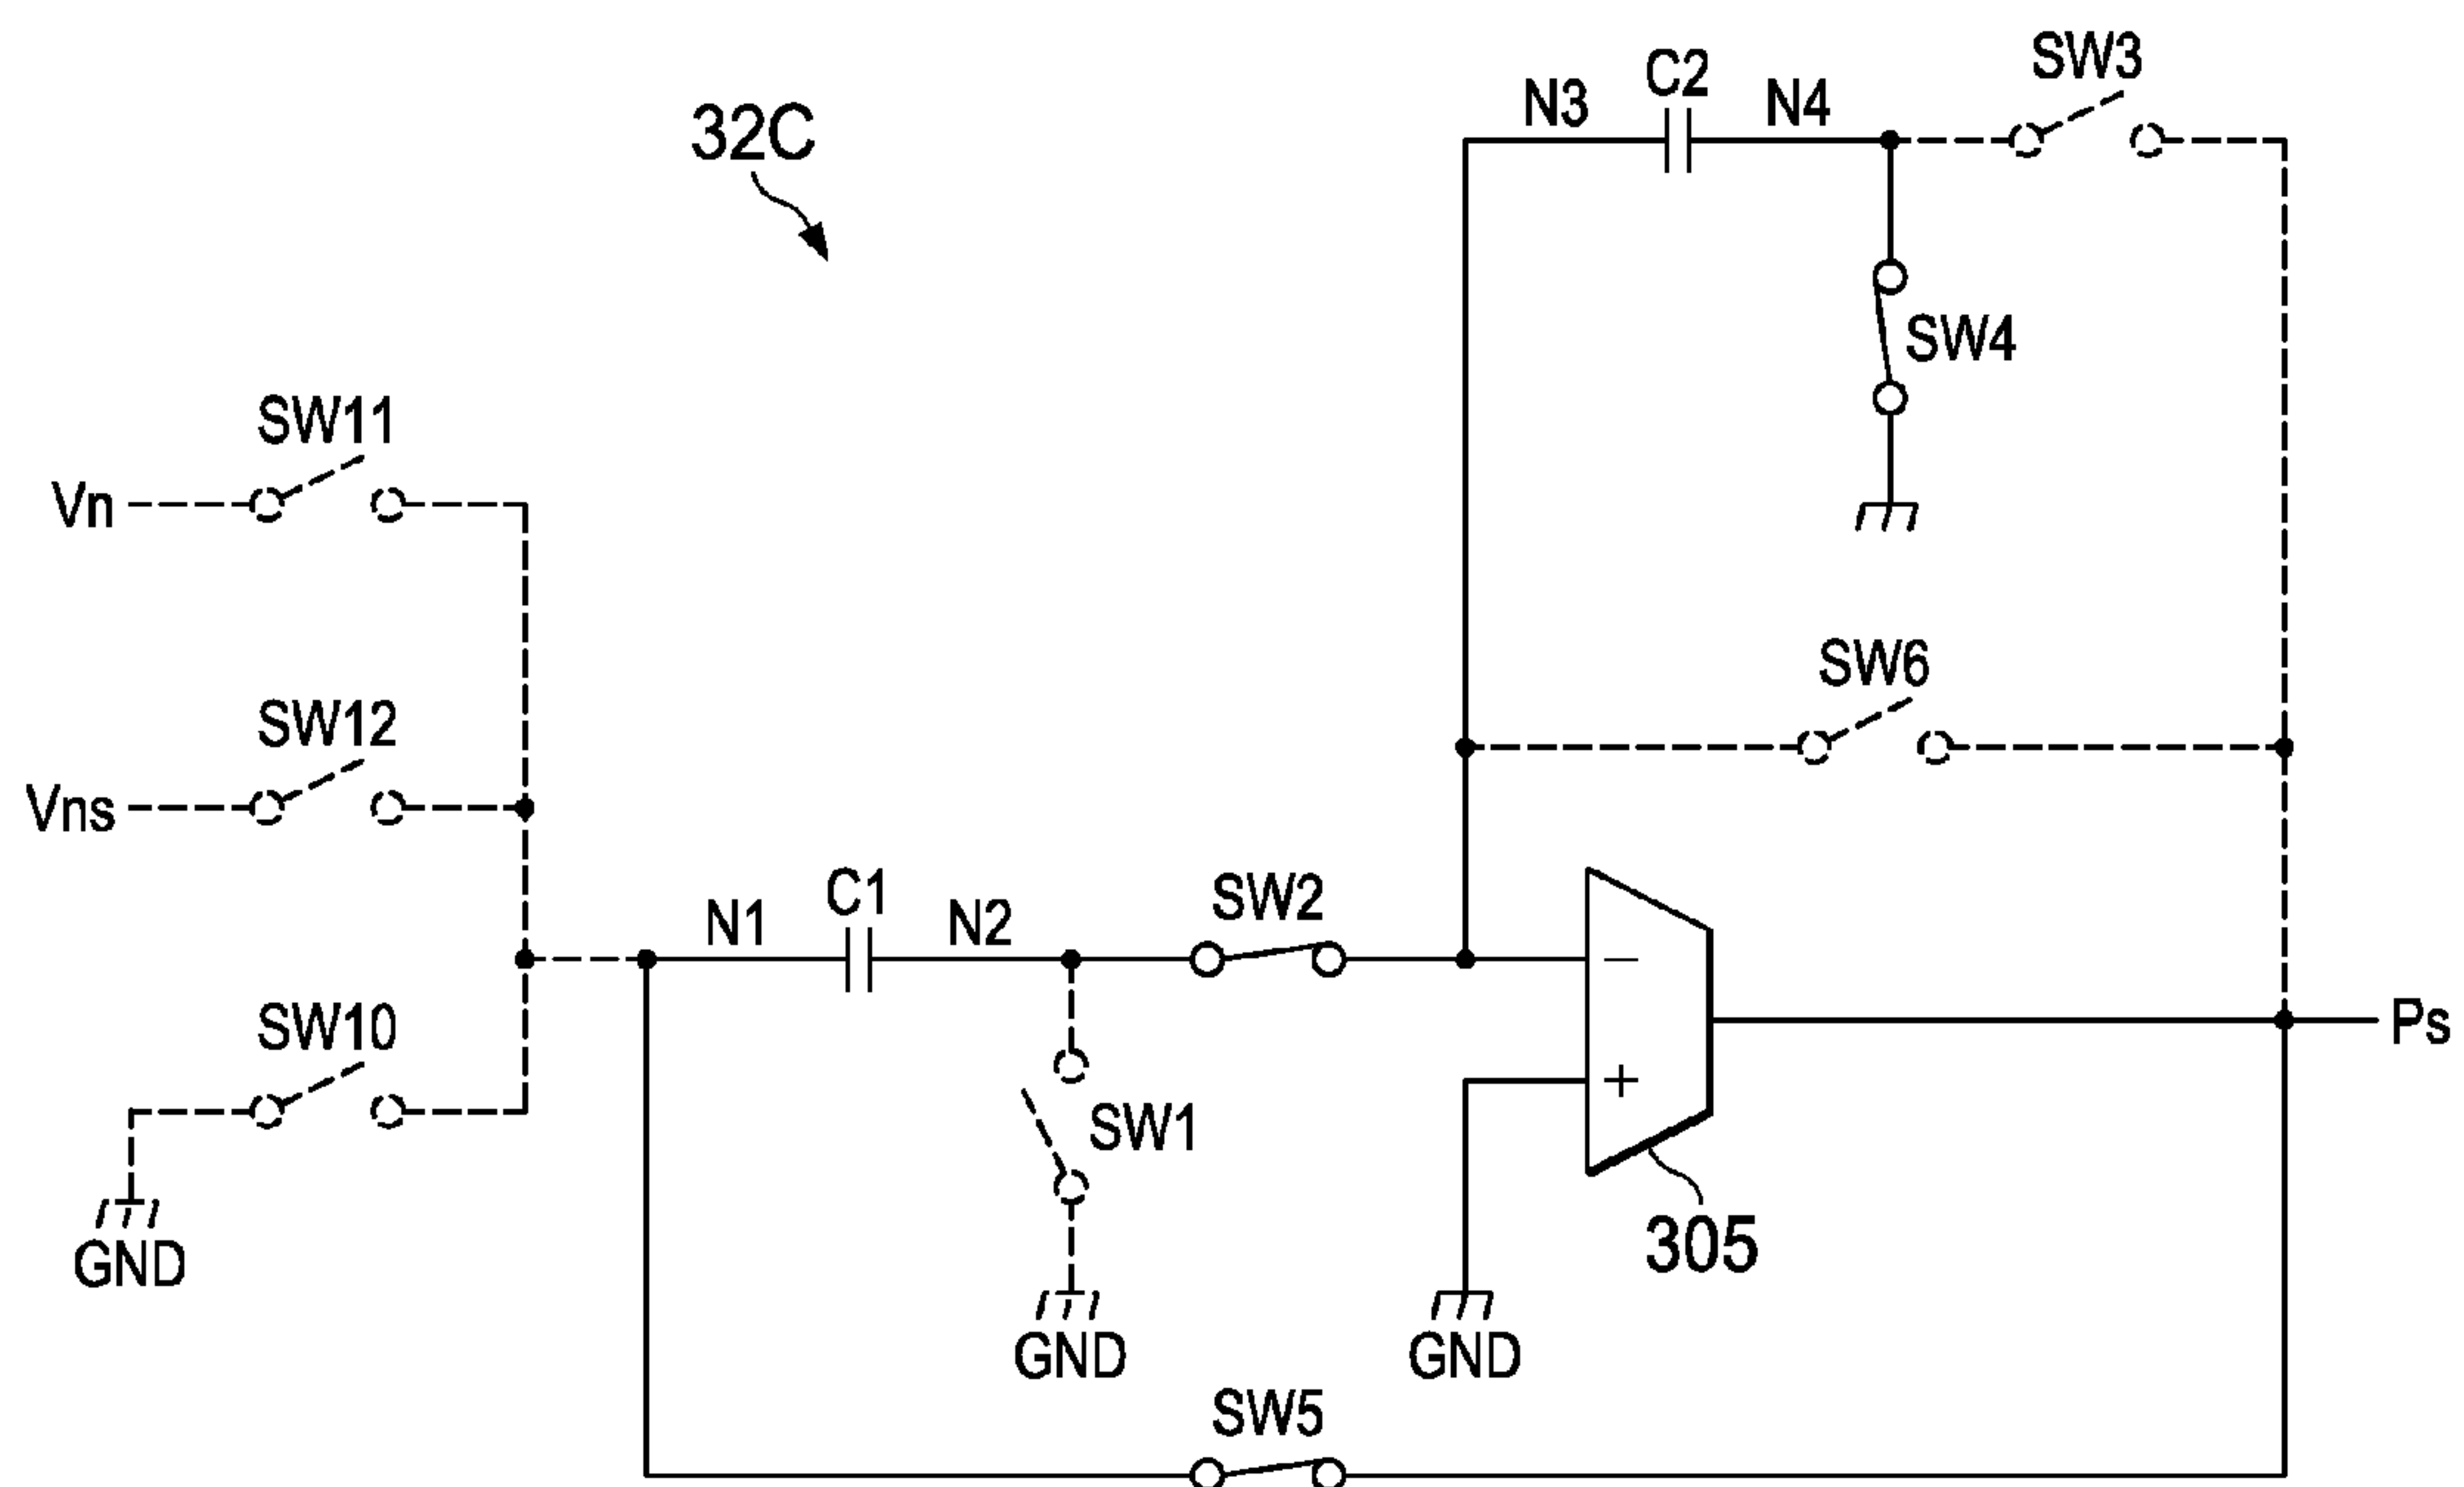 SW3
C2
N3
N4
32C
SW4
SW11
Vn
SW6
SW12
Vns
C1
SW2
N1
N2
−
SW10
Ps
+
SW1
305
GND
GND
GND
SW5